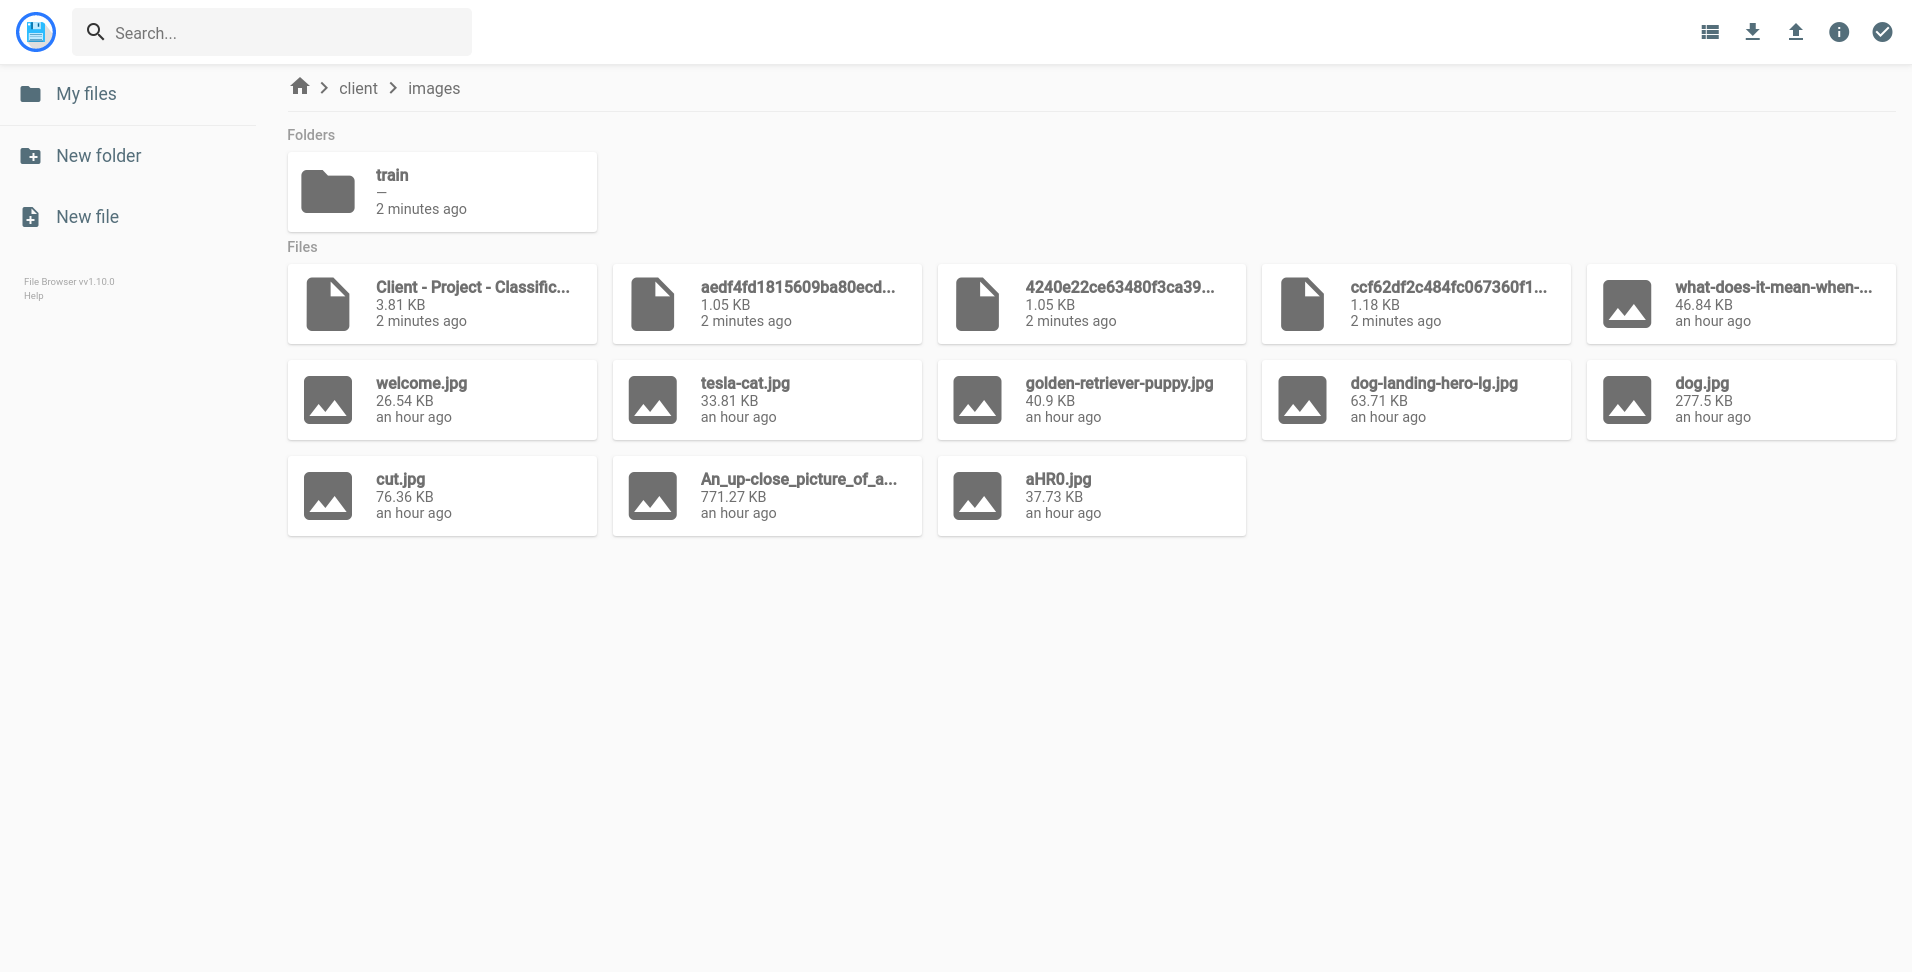 Search...
My files
New folder
New file
File Browser vv1.10.0
Help
client
images
Folders
train
—
2 minutes ago
Files
Client - Project - Classific...
3.81 KB
2 minutes ago
aedf4fd1815609ba80ecd...
1.05 KB
2 minutes ago
4240e22ce63480f3ca39...
1.05 KB
2 minutes ago
ccf62df2c484fc067360f1...
1.18 KB
2 minutes ago
what-does-it-mean-when-...
46.84 KB
an hour ago
welcome.jpg
26.54 KB
an hour ago
tesla-cat.jpg
33.81 KB
an hour ago
golden-retriever-puppy.jpg
40.9 KB
an hour ago
dog-landing-hero-lg.jpg
63.71 KB
an hour ago
dog.jpg
277.5 KB
an hour ago
cut.jpg
76.36 KB
an hour ago
An_up-close_picture_of_a...
771.27 KB
an hour ago
aHR0.jpg
37.73 KB
an hour ago